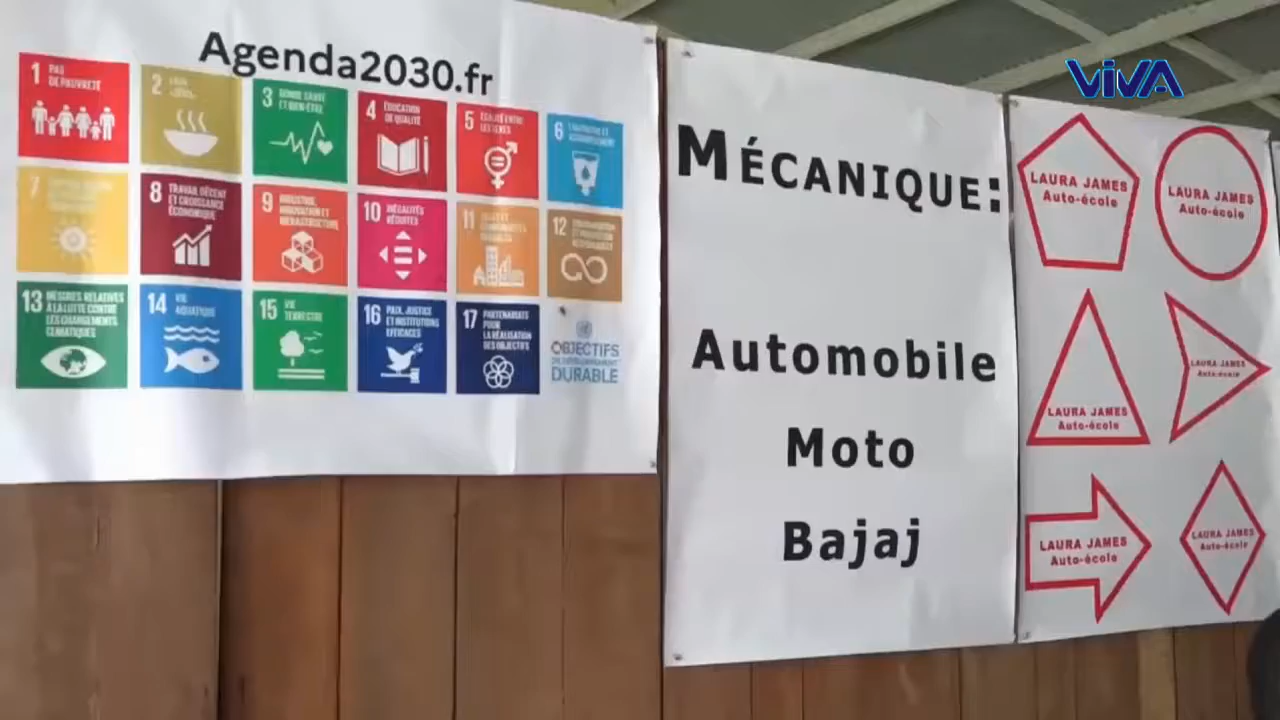 Agenda2030.fr
1 PAS
DE PAUVRETÉ
2
3 BONNE SANTÉ
ET BIEN-ÊTRE
4 ÉDUCATION
DE QUALITÉ
5 ÉGALITÉ ENTRE
LES SEXES
6
7
8 TRAVAIL DÉCENT
ET CROISSANCE
ÉCONOMIQUE
9 INDUSTRIE,
INNOVATION ET
INFRASTRUCTURE
10 INÉGALITÉS
RÉDUITES
11
12
13 MESURES RELATIVES
À LA LUTTE CONTRE
LES CHANGEMENTS
CLIMATIQUES
14 VIE
AQUATIQUE
15 VIE
TERRESTRE
16 PAIX, JUSTICE
ET INSTITUTIONS
EFFICACES
17 PARTENARIATS
POUR
LA RÉALISATION
DES OBJECTIFS
OBJECTIFS
DE DÉVELOPPEMENT
DURABLE
MÉCANIQUE:
Automobile
Moto
Bajaj
VIVA
LAURA JAMES
Auto-école
LAURA JAMES
Auto-école
LAURA JAMES
Auto-école
LAURA JAMES
Auto-école
LAURA JAMES
Auto-école
LAURA JAMES
Auto-école